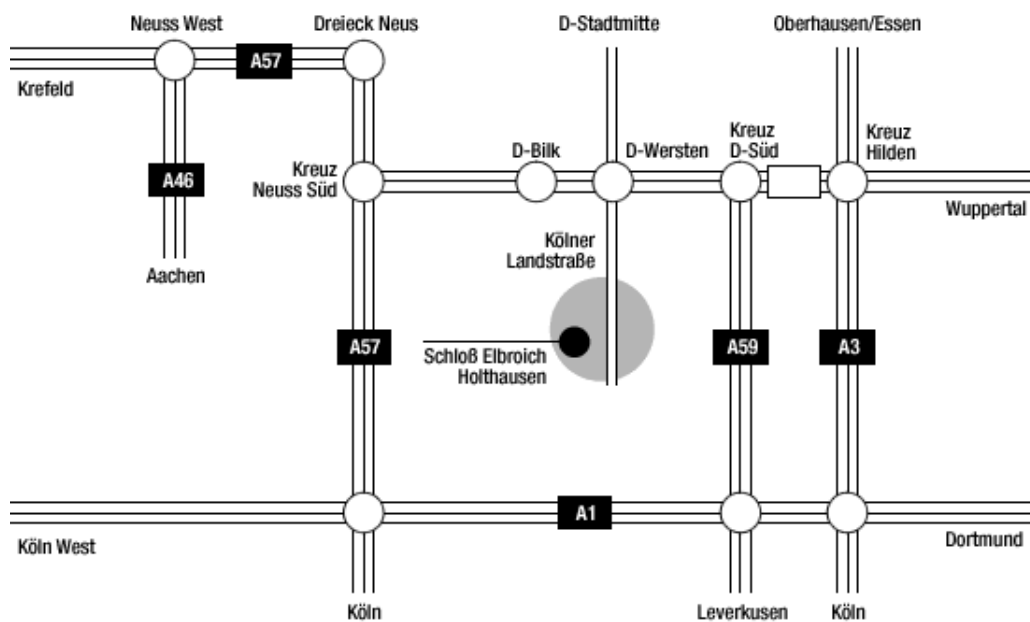 Neuss West
Dreieck Neus
D-Stadtmitte
Oberhausen/Essen
A57
Krefeld
Kreuz
D-Süd
Kreuz
Hilden
D-Bilk
D-Wersten
Kreuz
Neuss Süd
A46
Wuppertal
Kölner
Landstraße
Aachen
A57
Schloß Elbroich
Holthausen
A59
A3
A1
Köln West
Dortmund
Köln
Leverkusen
Köln